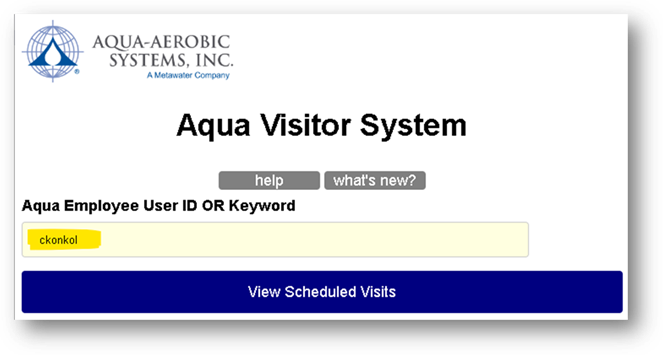 AQUA-AEROBIC
SYSTEMS, INC.
A Metawater Company
®
Aqua Visitor System
help what's new?
Aqua Employee User ID OR Keyword
ckonkol
View Scheduled Visits